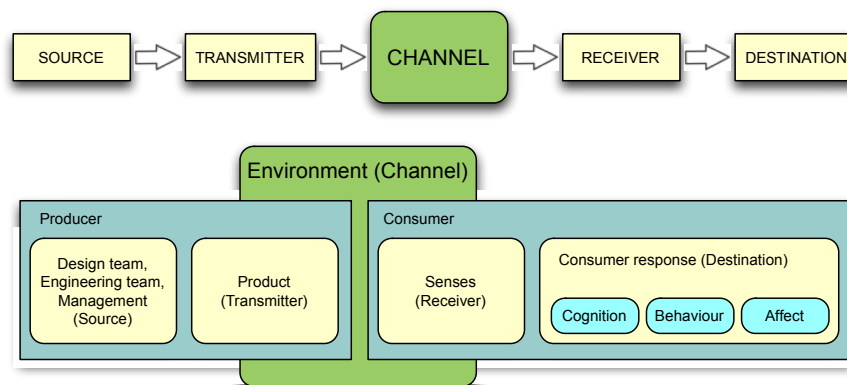 SOURCE
TRANSMITTER
CHANNEL
RECEIVER
DESTINATION
Environment (Channel)
Producer
Design team,
Engineering team,
Management
(Source)
Product
(Transmitter)
Consumer
Senses
(Receiver)
Consumer response (Destination)
Cognition
Behaviour
Affect